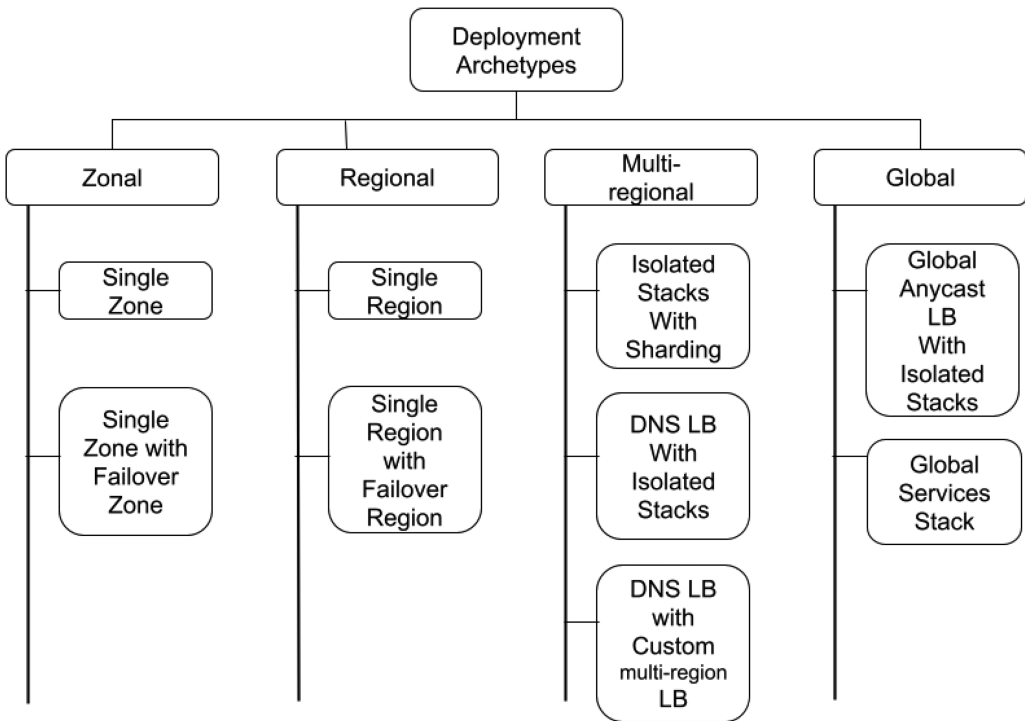 Deployment
Archetypes
Zonal
Regional
Multi-
regional
Global
Single
Zone
Single
Zone with
Failover
Zone
Single
Region
Single
Region
with
Failover
Region
Isolated
Stacks
With
Sharding
DNS LB
With
Isolated
Stacks
DNS LB
with
Custom
multi-region
LB
Global
Anycast
LB
With
Isolated
Stacks
Global
Services
Stack